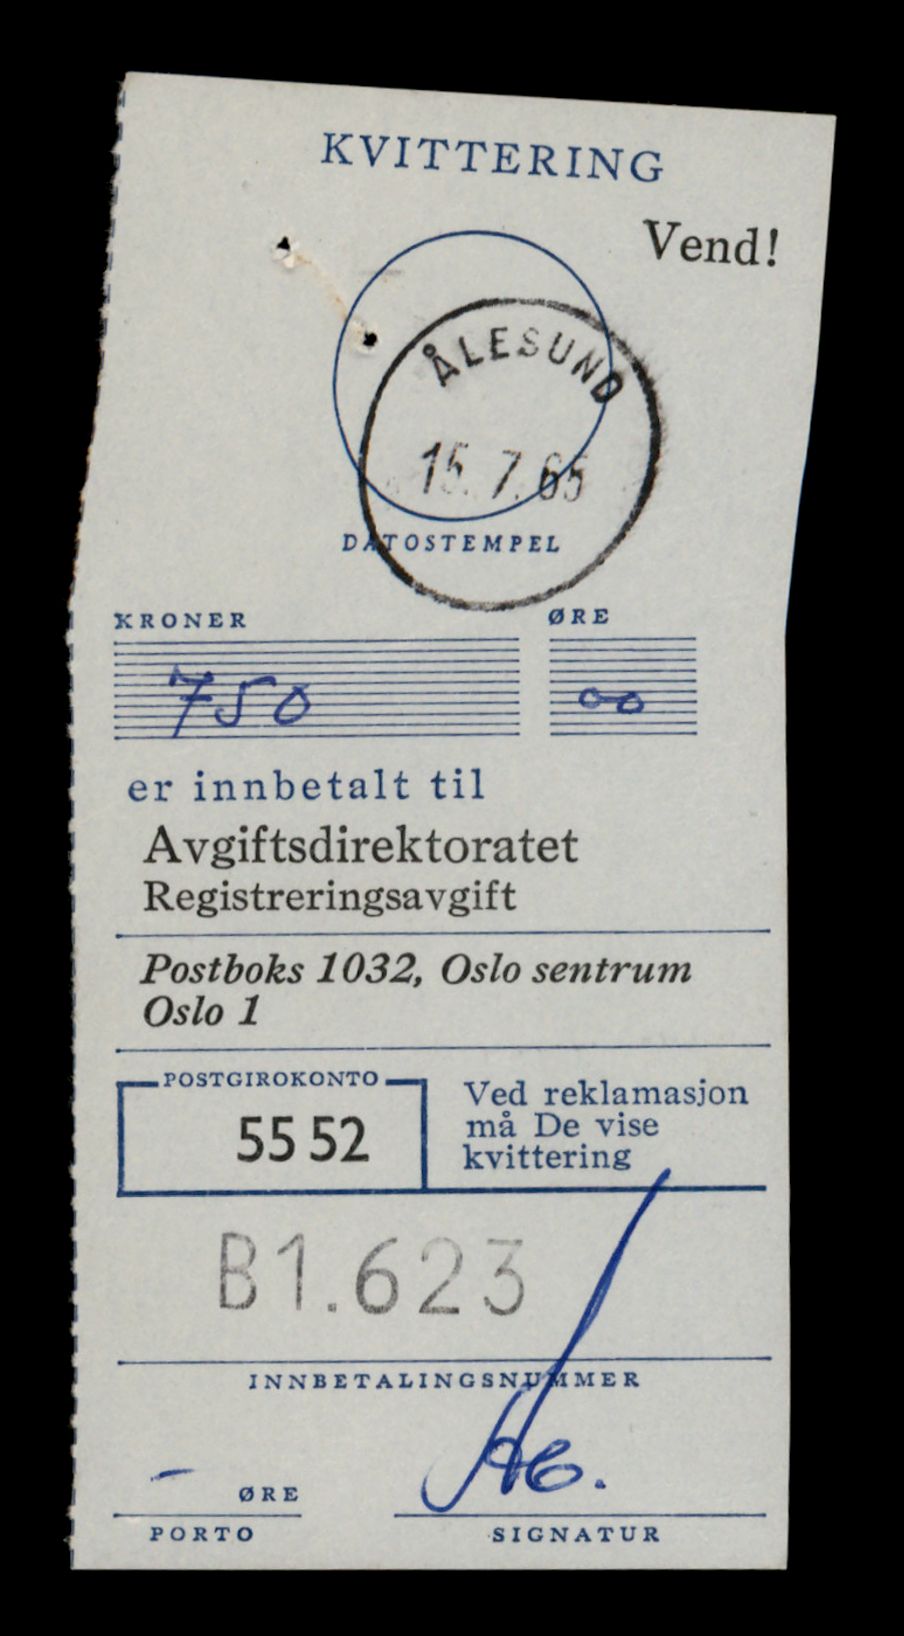 KVITTERING
Vend!
ÅLESUND
15. 7. 65
DATOSTEMPEL
KRONER ØRE
750 00
er innbetalt til
Avgiftsdirektoratet
Registreringsavgift
Postboks 1032, Oslo sentrum
Oslo 1
POSTGIROKONTO
55 52
Ved reklamasjon
må De vise
kvittering
B1.623
INNBETALINGSNUMMER
- ØRE
PORTO
SIGNATUR